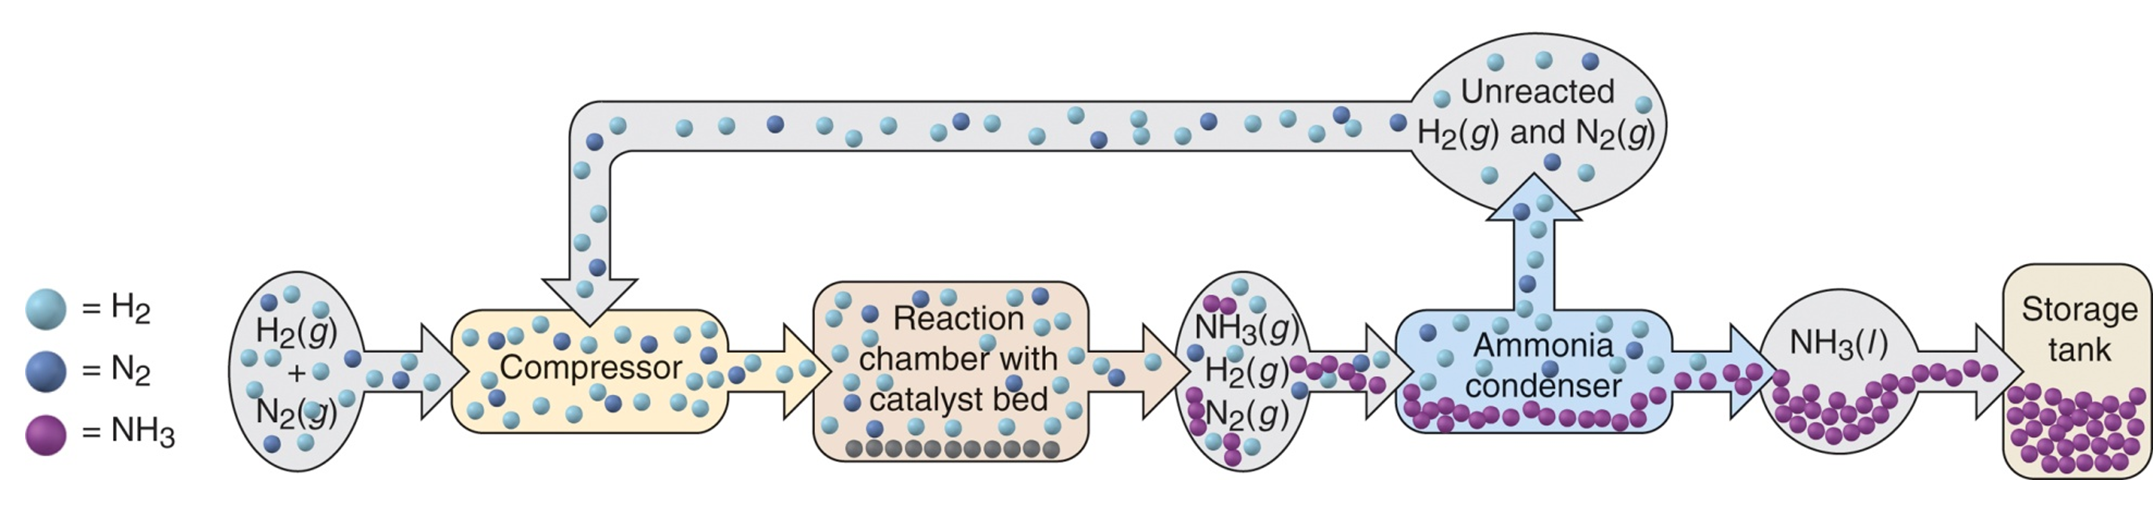 = H₂
= N₂
= NH₃
H₂(g)
+
N₂(g)
Compressor
Reaction
chamber with
catalyst bed
NH₃(g)
H₂(g)
N₂(g)
Unreacted
H₂(g) and N₂(g)
Ammonia
condenser
NH₃(l)
Storage
tank